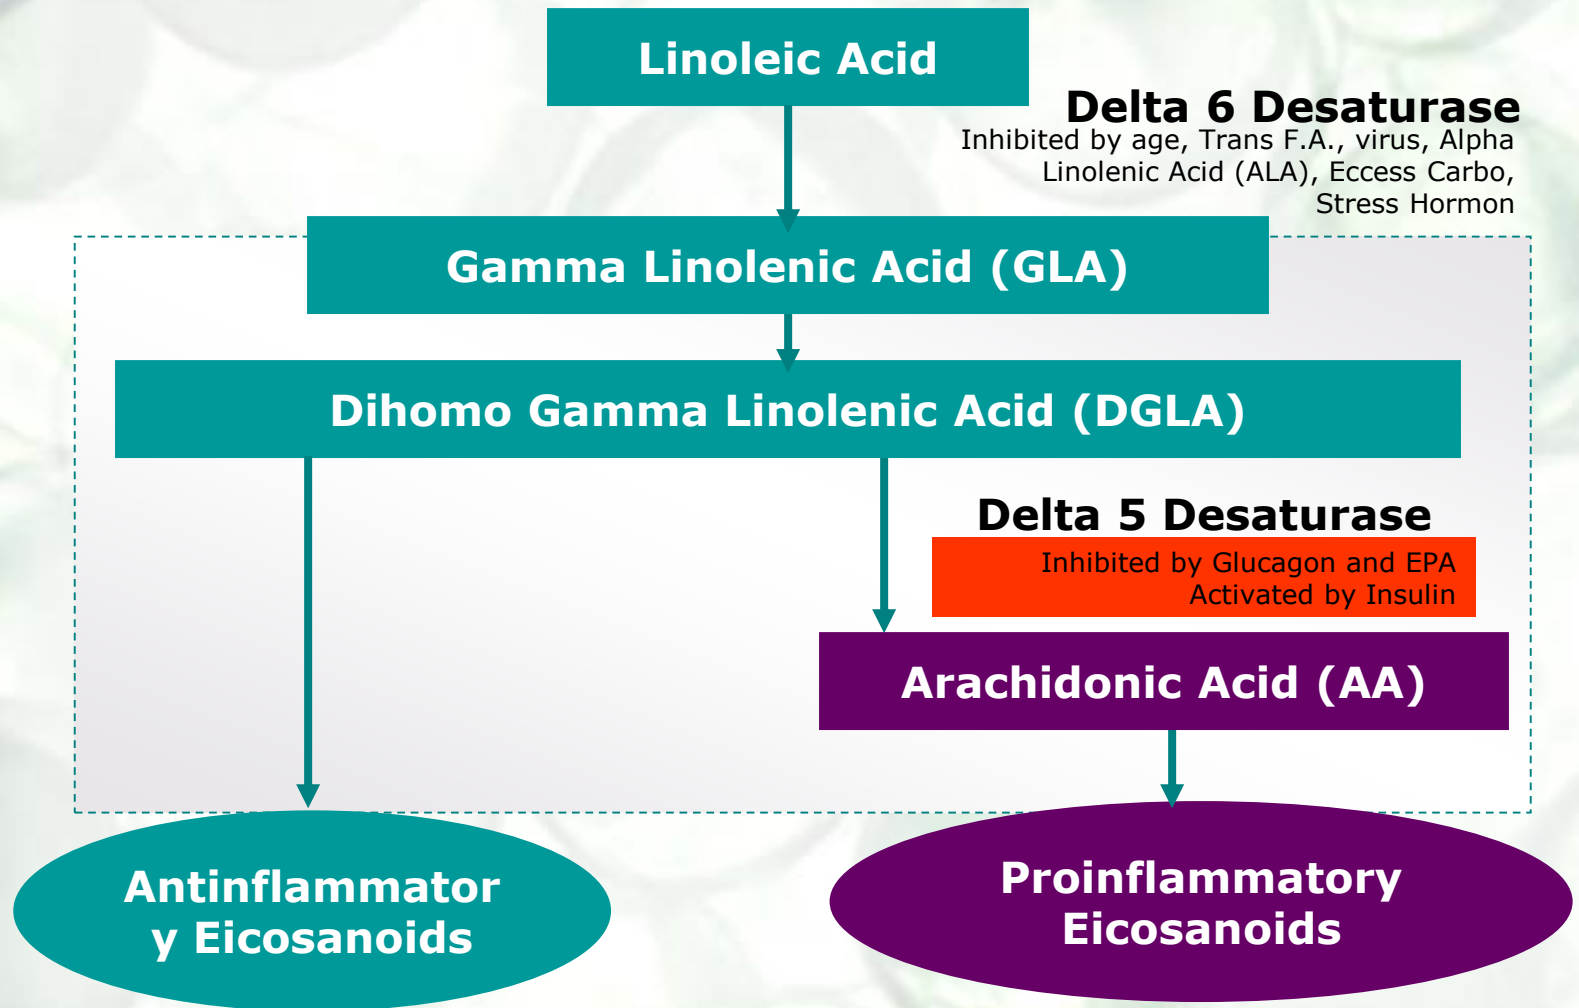 Linoleic Acid
Delta 6 Desaturase
Inhibited by age, Trans F.A., virus, Alpha
Linolenic Acid (ALA), Eccess Carbo,
Stress Hormon
Gamma Linolenic Acid (GLA)
Dihomo Gamma Linolenic Acid (DGLA)
Delta 5 Desaturase
Inhibited by Glucagon and EPA
Activated by Insulin
Arachidonic Acid (AA)
Antinflammator
y Eicosanoids
Proinflammatory
Eicosanoids